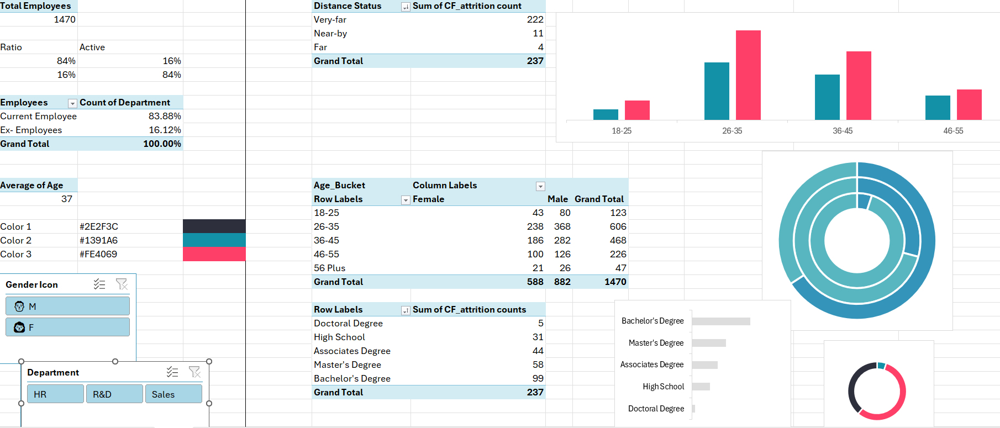 Total Employees
1470
Ratio Active
84% 16%
16% 84%
Employees Count of Department
Current Employee 83.88%
Ex- Employees 16.12%
Grand Total 100.00%
Average of Age
37
Color 1 #2E2F3C
Color 2 #1391A6
Color 3 #FE4069
Gender Icon
M
F
Department
HR R&D Sales
Distance Status Sum of CF_attrition count
Very-far 222
Near-by 11
Far 4
Grand Total 237
Age_Bucket Column Labels
Row Labels Female Male Grand Total
18-25 43 80 123
26-35 238 368 606
36-45 186 282 468
46-55 100 126 226
56 Plus 21 26 47
Grand Total 588 882 1470
Row Labels Sum of CF_attrition counts
Doctoral Degree 5
High School 31
Associates Degree 44
Master's Degree 58
Bachelor's Degree 99
Grand Total 237
18-25 26-35 36-45 46-55
Bachelor's Degree
Master's Degree
Associates Degree
High School
Doctoral Degree